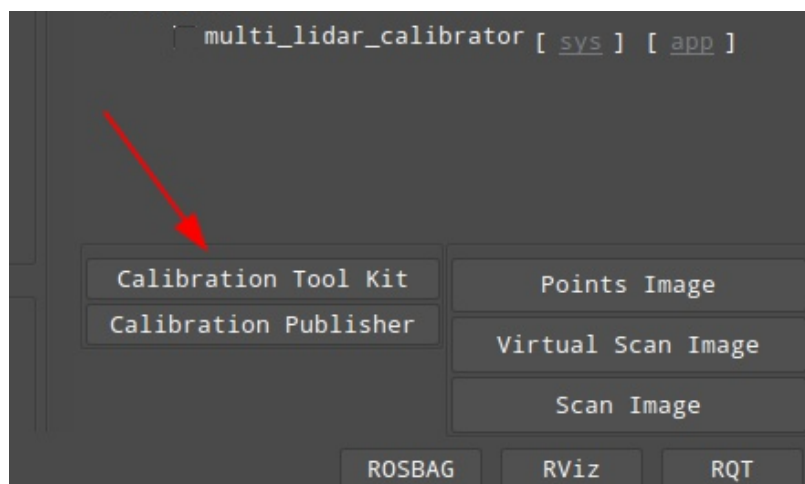 multi_lidar_calibrator [ sys ] [ app ]
Calibration Tool Kit
Calibration Publisher
Points Image
Virtual Scan Image
Scan Image
ROSBAG RViz RQT